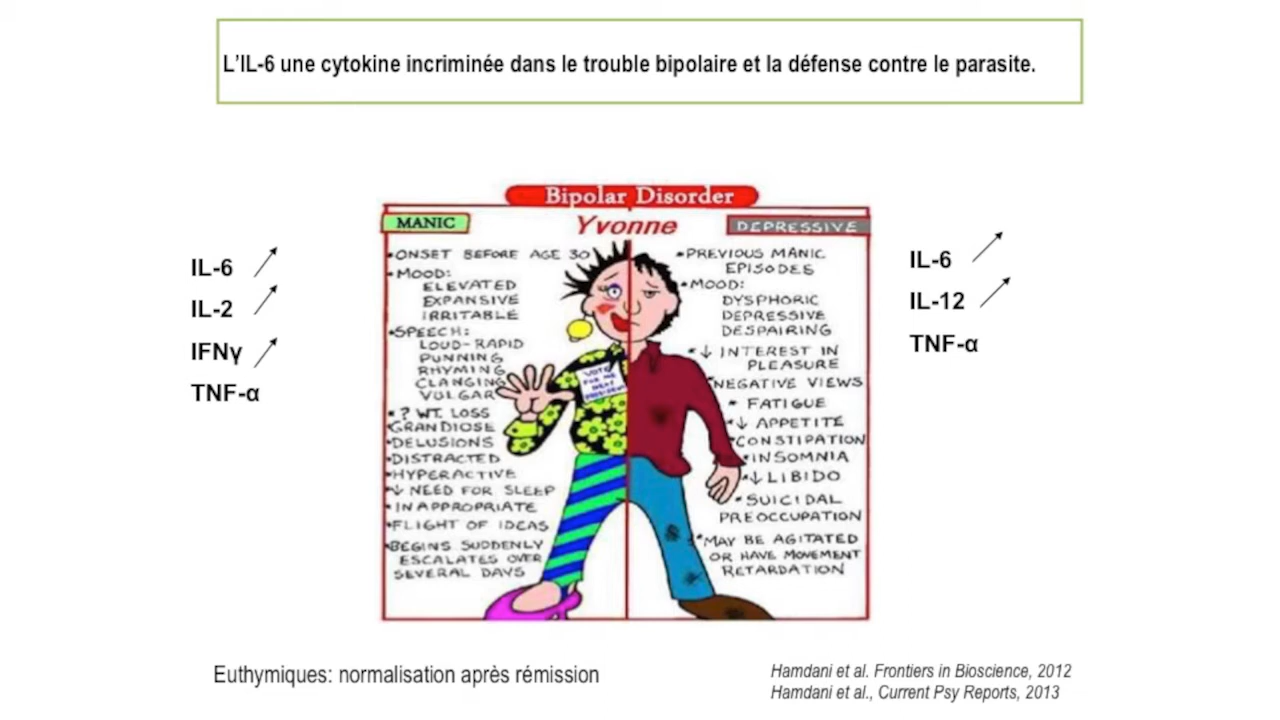 L'IL-6 une cytokine incriminée dans le trouble bipolaire et la défense contre le parasite.
Bipolar Disorder
Yvonne
MANIC
• ONSET BEFORE AGE 30
• MOOD:
ELEVATED
EXPANSIVE
IRRITABLE
• SPEECH:
LOUD-RAPID
PUNNING
RHYMING
CLANGING
VULGAR
• ? WT. LOSS
• GRANDIOSE
• DELUSIONS
• DISTRACTED
• HYPERACTIVE
• ↓ NEED FOR SLEEP
• INAPPROPRIATE
• FLIGHT OF IDEAS
• BEGINS SUDDENLY
ESCALATES OVER
SEVERAL DAYS
VOTE
FOR ME
NEXT
PRESIDENT
DEPRESSIVE
• PREVIOUS MANIC
EPISODES
• MOOD:
DYSPHORIC
DEPRESSIVE
DESPAIRING
• ↓ INTEREST IN
PLEASURE
• NEGATIVE VIEWS
• FATIGUE
• ↓ APPETITE
• CONSTIPATION
• INSOMNIA
• ↓ LIBIDO
• SUICIDAL
PREOCCUPATION
• MAY BE AGITATED
OR HAVE MOVEMENT
RETARDATION
IL-6 ↗
IL-2 ↗
IFNγ ↗
TNF-α
IL-6 ↗
IL-12 ↗
TNF-α
Euthymiques: normalisation après rémission
Hamdani et al. Frontiers in Bioscience, 2012
Hamdani et al., Current Psy Reports, 2013